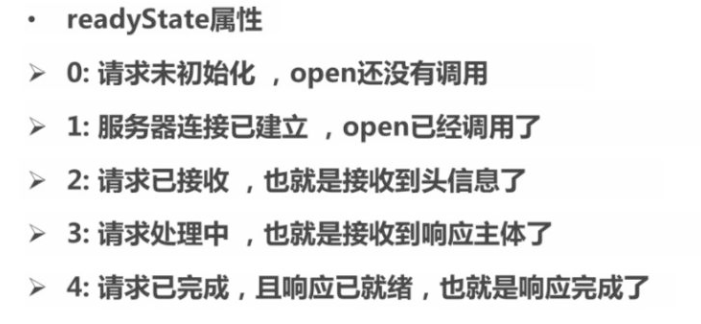 • readyState属性
➢ 0: 请求未初始化 ，open还没有调用
➢ 1: 服务器连接已建立 ，open已经调用了
➢ 2: 请求已接收 ，也就是接收到头信息了
➢ 3: 请求处理中 ，也就是接收到响应主体了
➢ 4: 请求已完成，且响应已就绪，也就是响应完成了